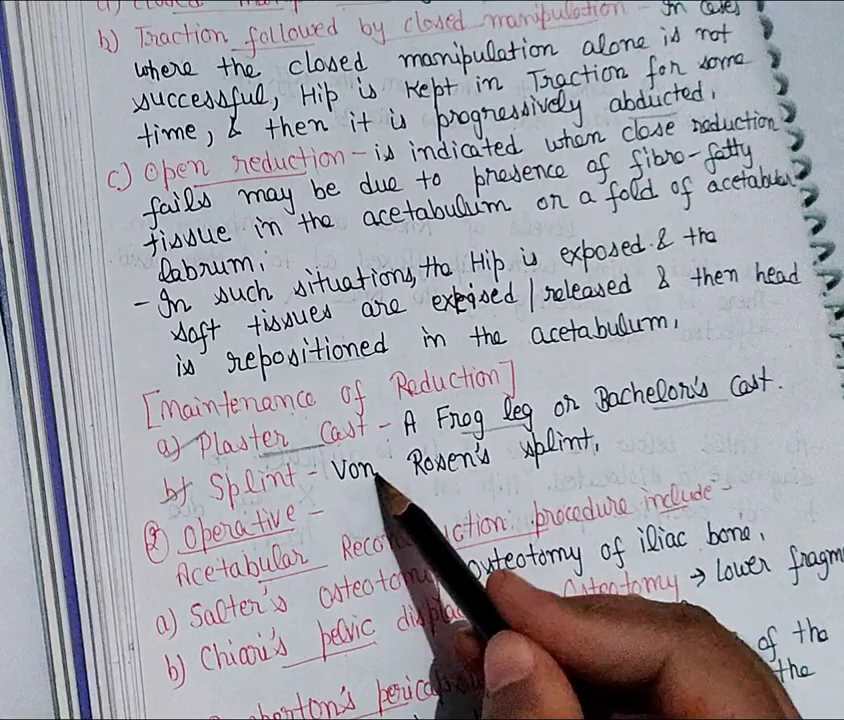 b) Traction followed by closed manipulation - In cases
where the closed manipulation alone is not
successful, Hip is kept in Traction for some
time, & then it is progressively abducted.
c) Open reduction - is indicated when close reduction
fails may be due to presence of fibro-fatty
tissue in the acetabulum or a fold of acetabular
labrum.
- In such situations, the Hip is exposed & the
soft tissues are excised / released & then head
is repositioned in the acetabulum.
[Maintenance of Reduction]
a) Plaster Cast - A Frog leg or Bachelor's cast.
b) Splint - Von Rosen's splint.
② Operative -
Acetabular procedure include -
a) Salter's osteotomy osteotomy of iliac bone.
b) Chiari's pelvic Osteotomy → lower
of the
the